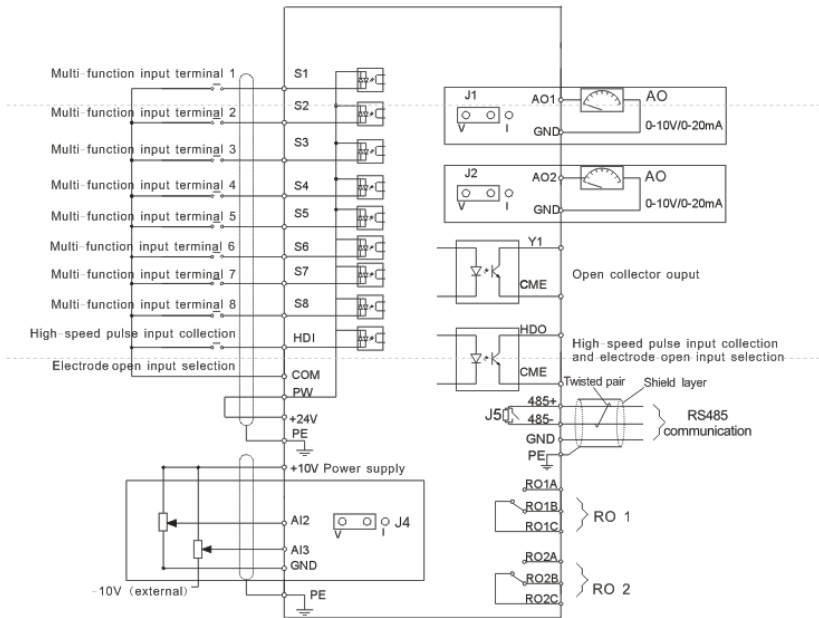 Multi-function input terminal 1
S1
Multi-function input terminal 2
S2
Multi-function input terminal 3
S3
Multi-function input terminal 4
S4
Multi-function input terminal 5
S5
Multi-function input terminal 6
S6
Multi-function input terminal 7
S7
Multi-function input terminal 8
S8
High-speed pulse input collection
HDI
Electrode open input selection
COM
PW
+24V
PE
+10V Power supply
AI2
V
I
J4
AI3
GND
-10V (external)
PE
J1
V
I
AO1
AO
GND
0-10V/0-20mA
J2
V
I
AO2
AO
GND
0-10V/0-20mA
Y1
CME
Open collector ouput
HDO
CME
High-speed pulse input collection
and electrode open input selection
Twisted pair
Shield layer
J5
485+
485-
GND
PE
RS485
communication
RO1A
RO1B
RO1C
RO 1
RO2A
RO2B
RO2C
RO 2